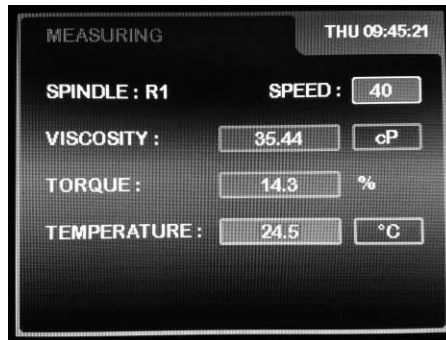 MEASURING THU 09:45:21
SPINDLE : R1 SPEED : 40
VISCOSITY : 35.44 cP
TORQUE : 14.3 %
TEMPERATURE : 24.5 °C